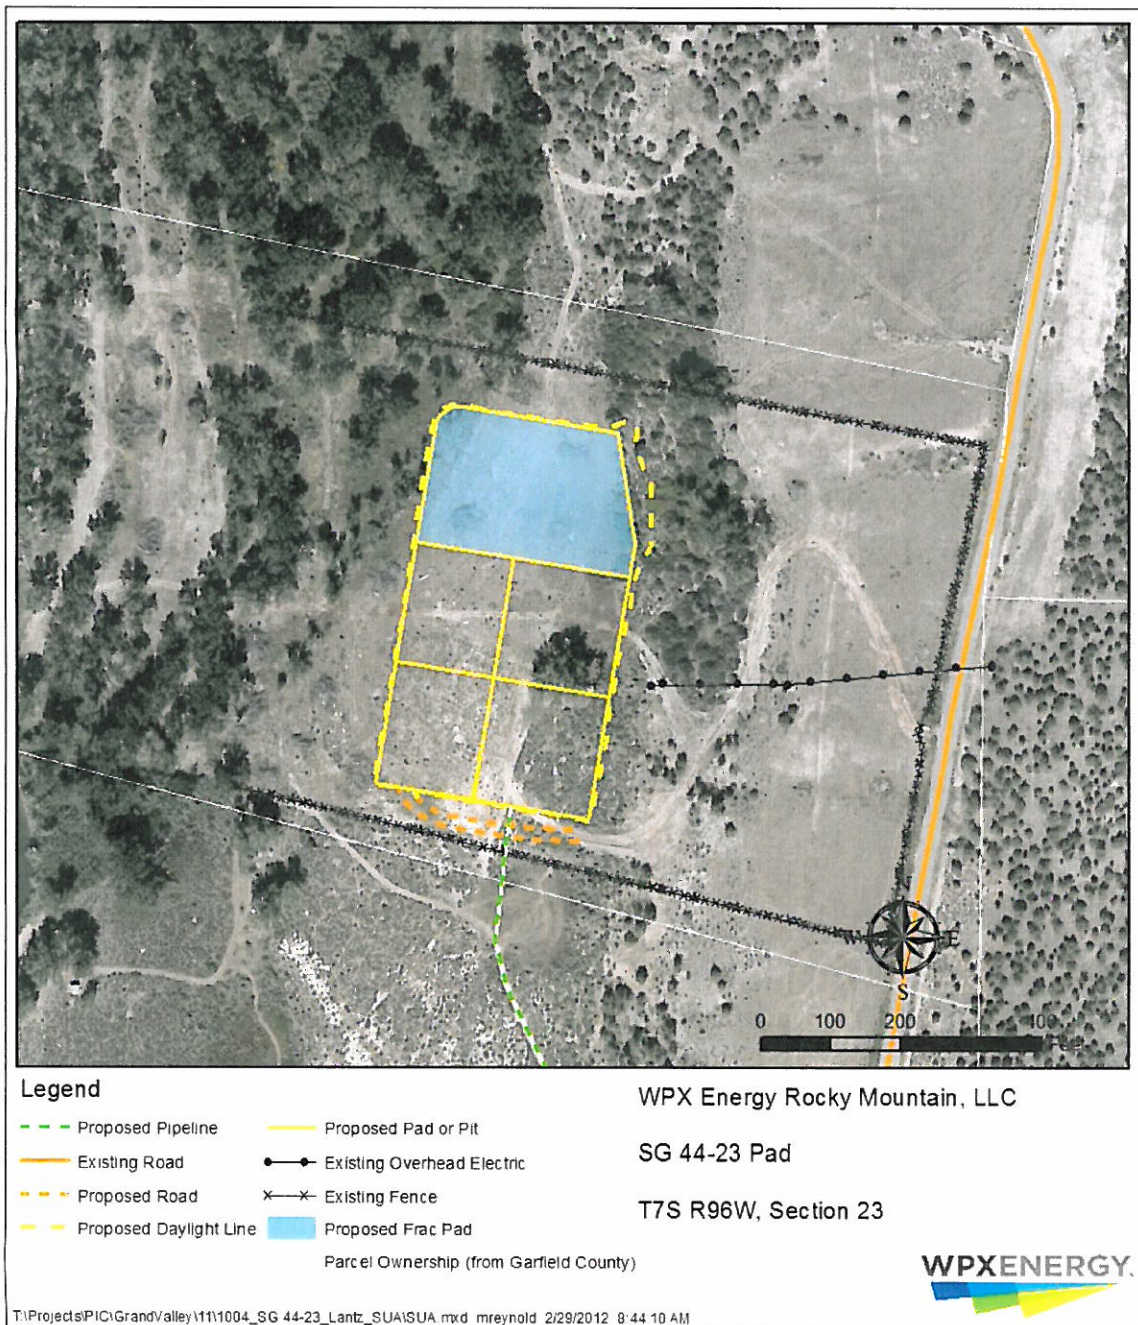 E
S
0 100 200 400
Feet
Legend
Proposed Pipeline
Existing Road
Proposed Road
Proposed Daylight Line
Proposed Pad or Pit
Existing Overhead Electric
Existing Fence
Proposed Frac Pad
Parcel Ownership (from Garfield County)
WPX Energy Rocky Mountain, LLC
SG 44-23 Pad
T7S R96W, Section 23
WPXENERGY.
T:\Projects\PIC\GrandValley\11\1004_SG 44-23_Lantz_SUA\SUA.mxd mreynold 2/29/2012 8:44:10 AM